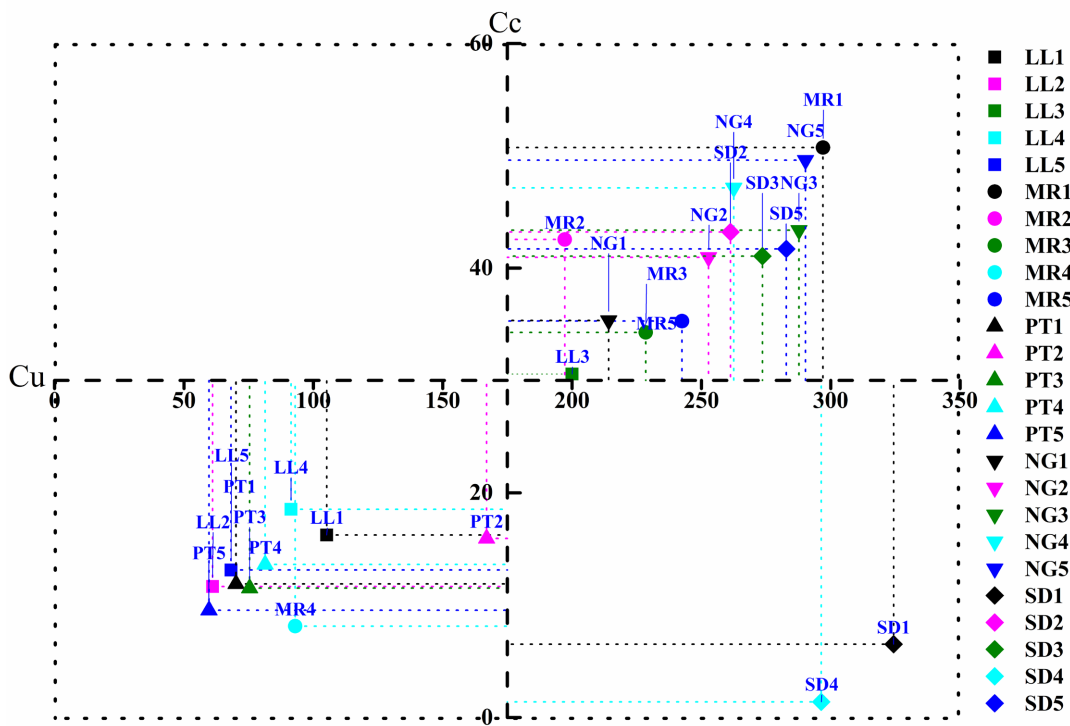 Cc
60
MR1
NG4
NG5
SD2
SD3
NG3
NG2
SD5
MR2
NG1
40
MR3
MR5
LL3
Cu
0
50
100
150
200
250
300
350
LL5
LL4
PT1
20
LL2
PT3
LL1
PT2
PT5
PT4
MR4
SD1
SD4
0
LL1
LL2
LL3
LL4
LL5
MR1
MR2
MR3
MR4
MR5
PT1
PT2
PT3
PT4
PT5
NG1
NG2
NG3
NG4
NG5
SD1
SD2
SD3
SD4
SD5